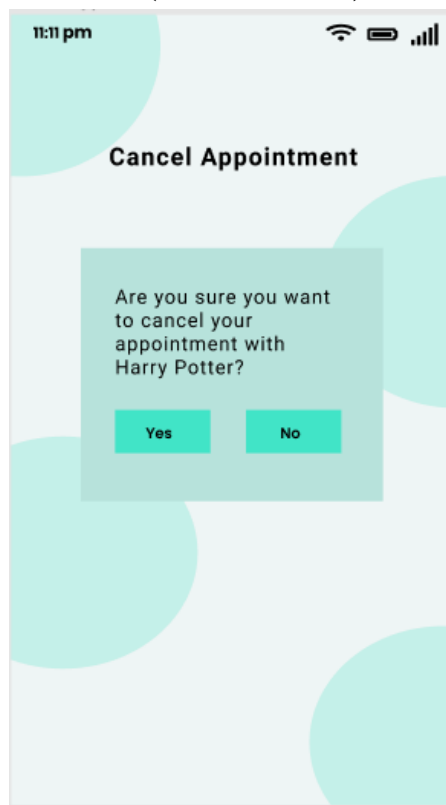 11:11 pm
Cancel Appointment
Are you sure you want
to cancel your
appointment with
Harry Potter?
Yes No